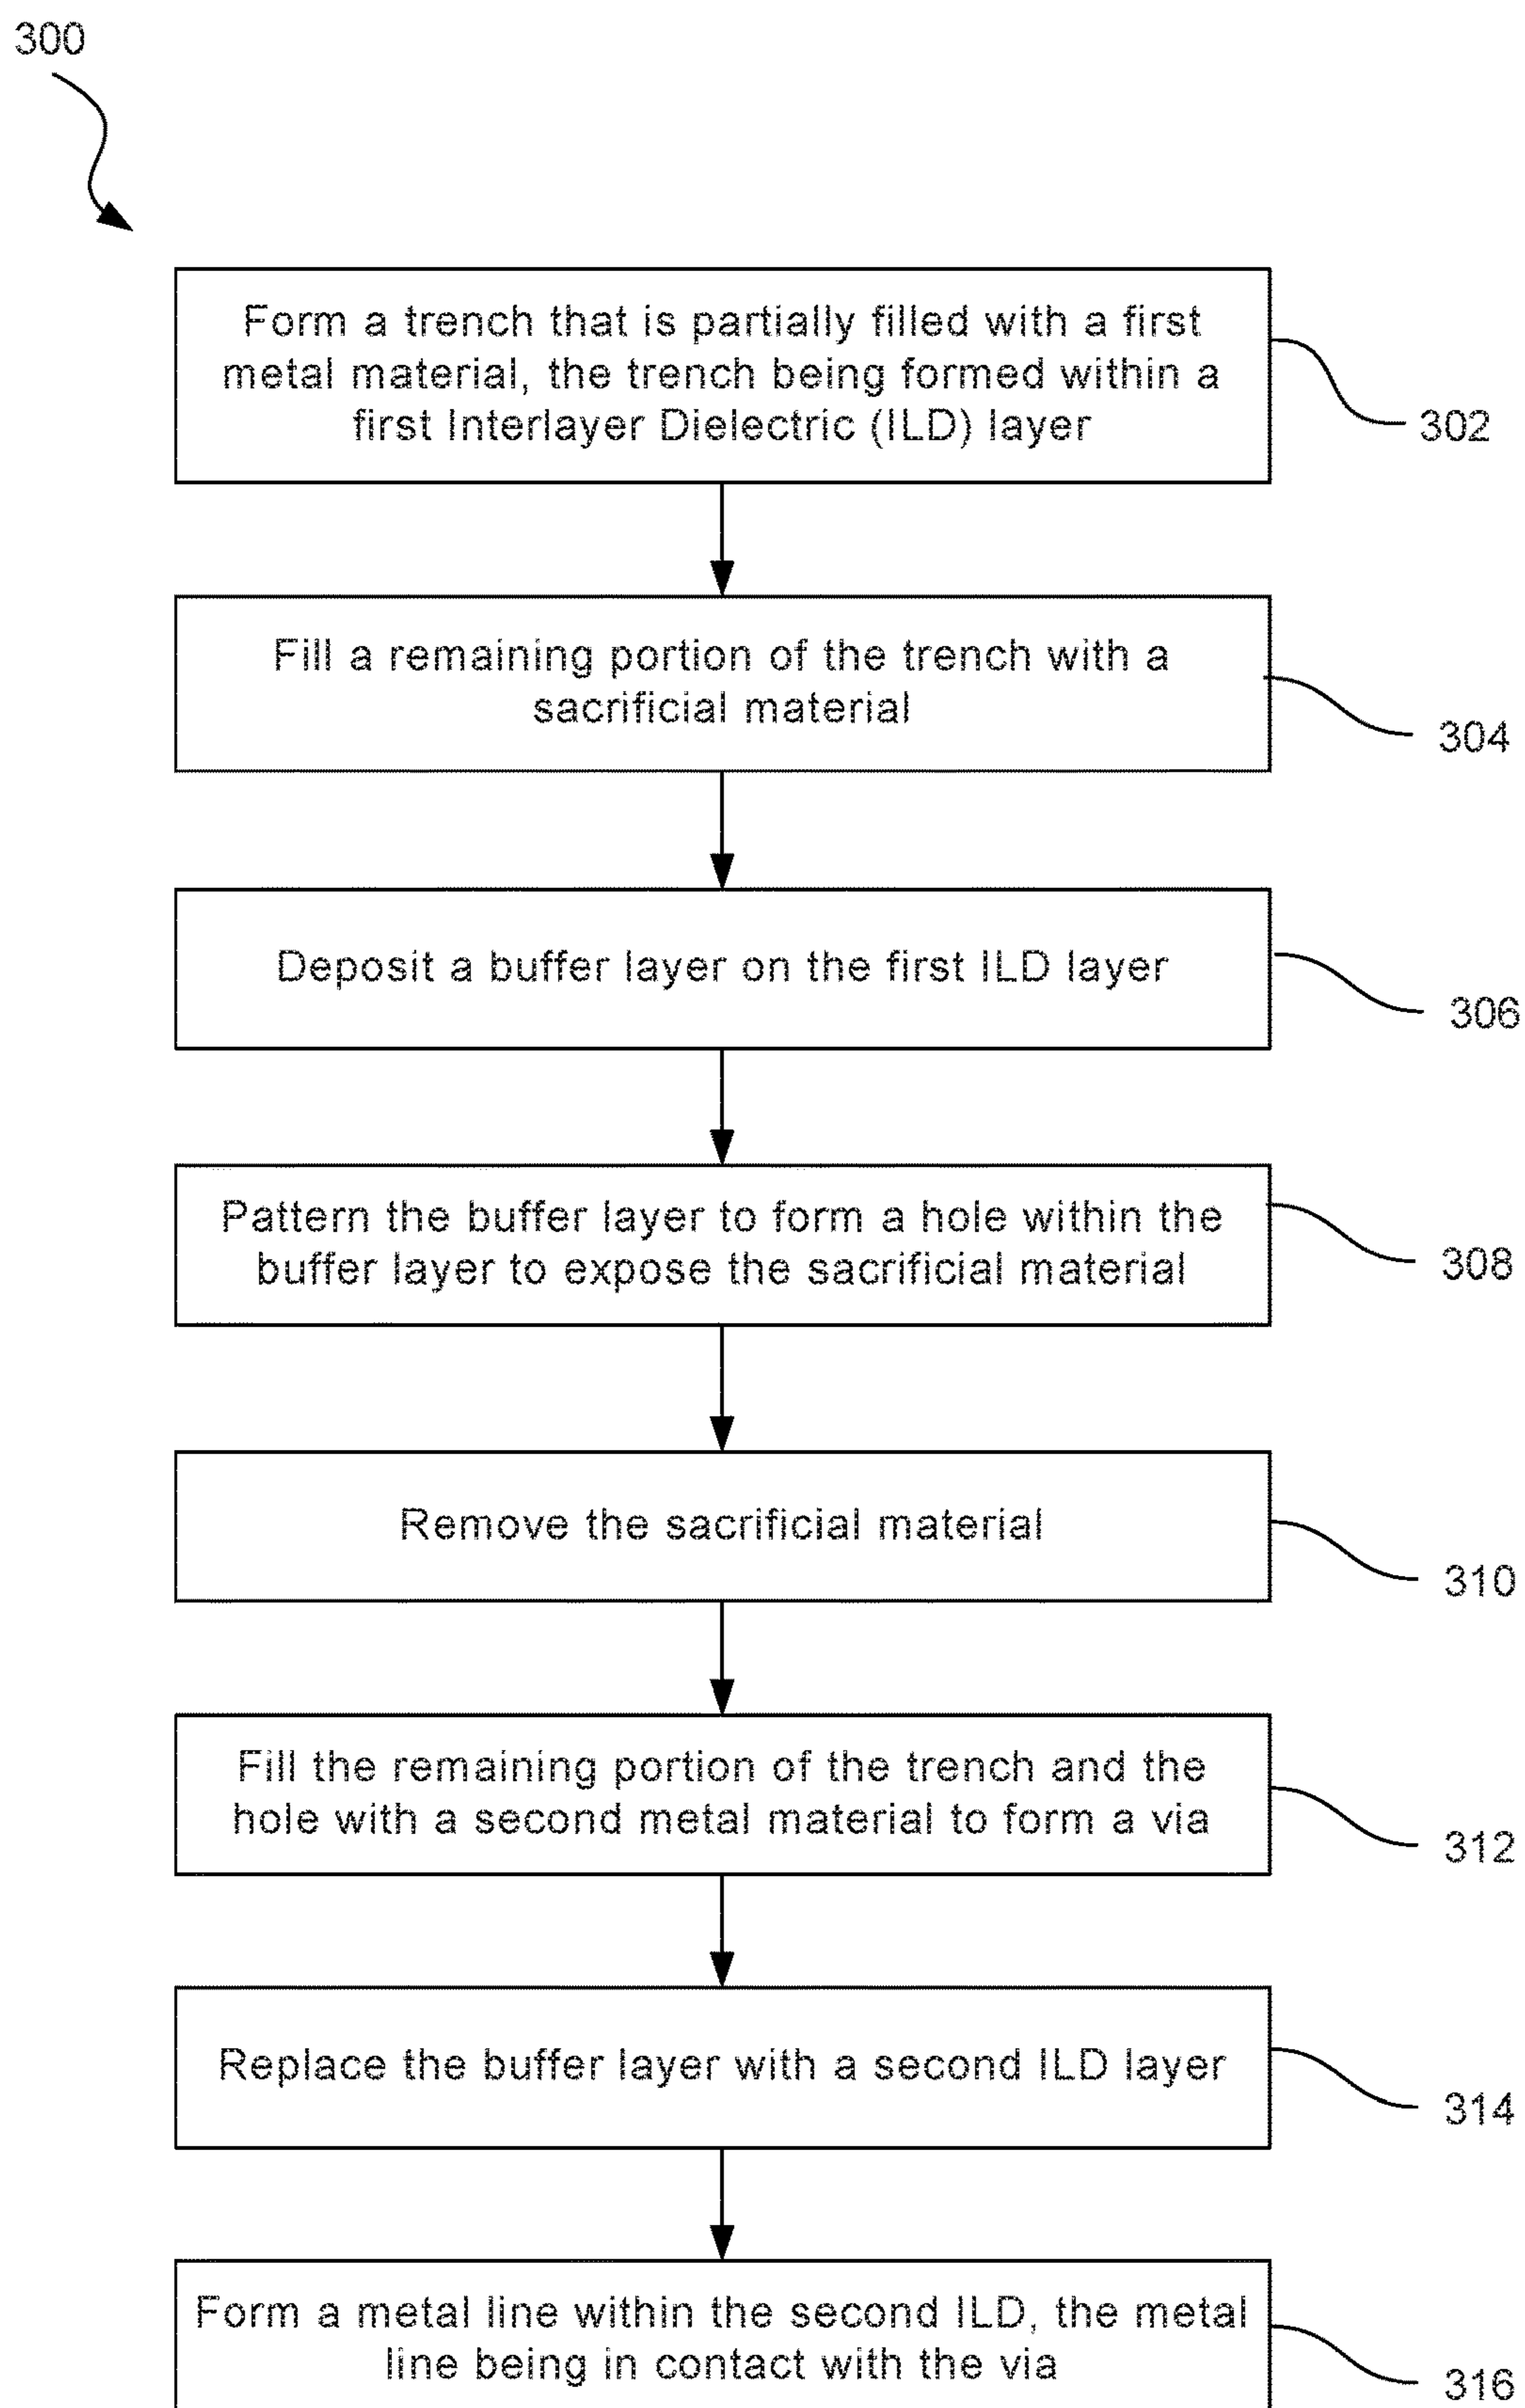 300
Form a trench that is partially filled with a first
metal material, the trench being formed within a
first Interlayer Dielectric (ILD) layer
302
Fill a remaining portion of the trench with a
sacrificial material
304
Deposit a buffer layer on the first ILD layer
306
Pattern the buffer layer to form a hole within the
buffer layer to expose the sacrificial material
308
Remove the sacrificial material
310
Fill the remaining portion of the trench and the
hole with a second metal material to form a via
312
Replace the buffer layer with a second ILD layer
314
Form a metal line within the second ILD, the metal
line being in contact with the via
316